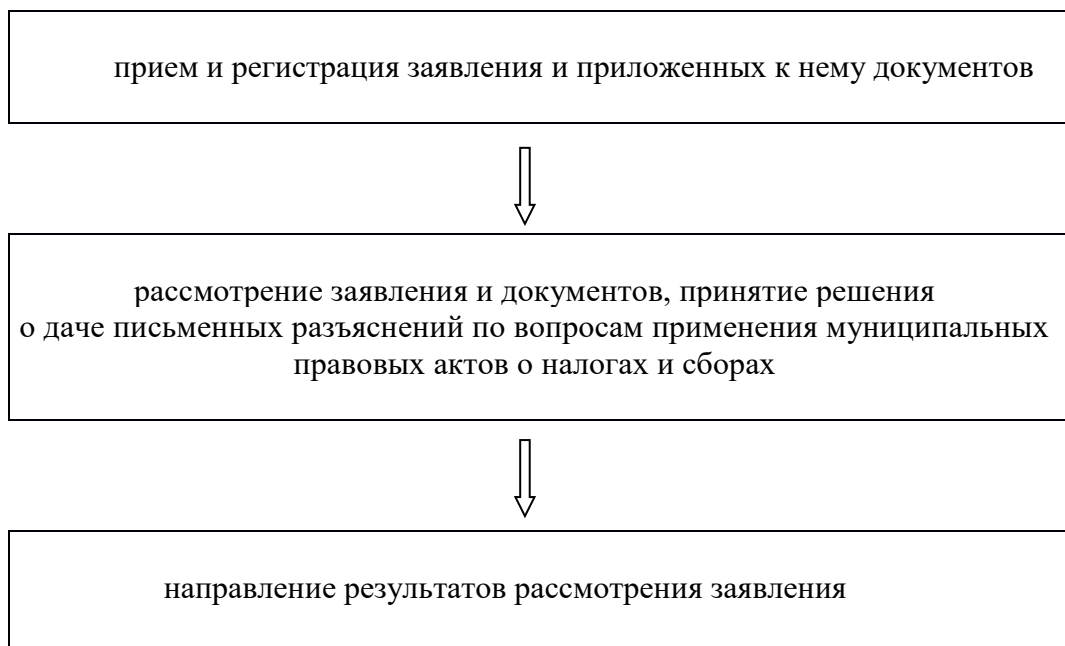 прием и регистрация заявления и приложенных к нему документов
рассмотрение заявления и документов, принятие решения
о даче письменных разъяснений по вопросам применения муниципальных
правовых актов о налогах и сборах
направление результатов рассмотрения заявления